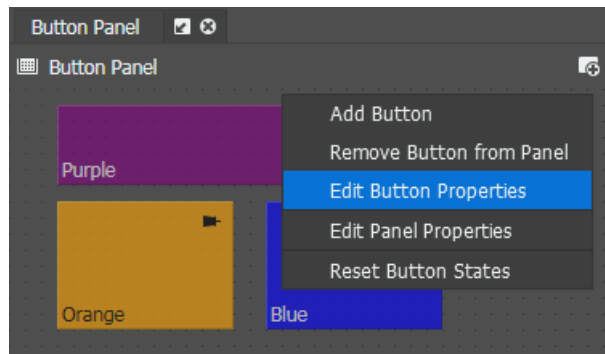 Button Panel
Button Panel
Add Button
Remove Button from Panel
Edit Button Properties
Edit Panel Properties
Reset Button States
Purple
Orange
Blue